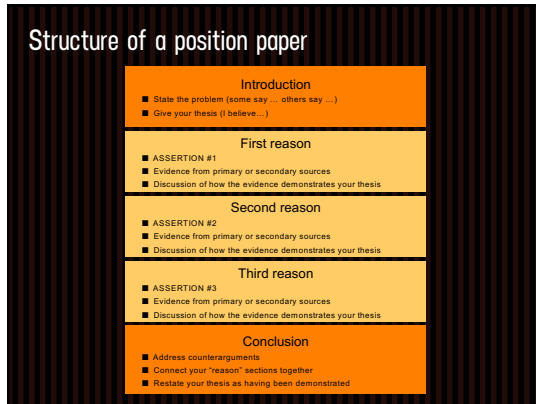 Structure of a position paper
Introduction
■ State the problem (some say … others say …)
■ Give your thesis (I believe…)
First reason
■ ASSERTION #1
■ Evidence from primary or secondary sources
■ Discussion of how the evidence demonstrates your thesis
Second reason
■ ASSERTION #2
■ Evidence from primary or secondary sources
■ Discussion of how the evidence demonstrates your thesis
Third reason
■ ASSERTION #3
■ Evidence from primary or secondary sources
■ Discussion of how the evidence demonstrates your thesis
Conclusion
■ Address counterarguments
■ Connect your “reason” sections together
■ Restate your thesis as having been demonstrated